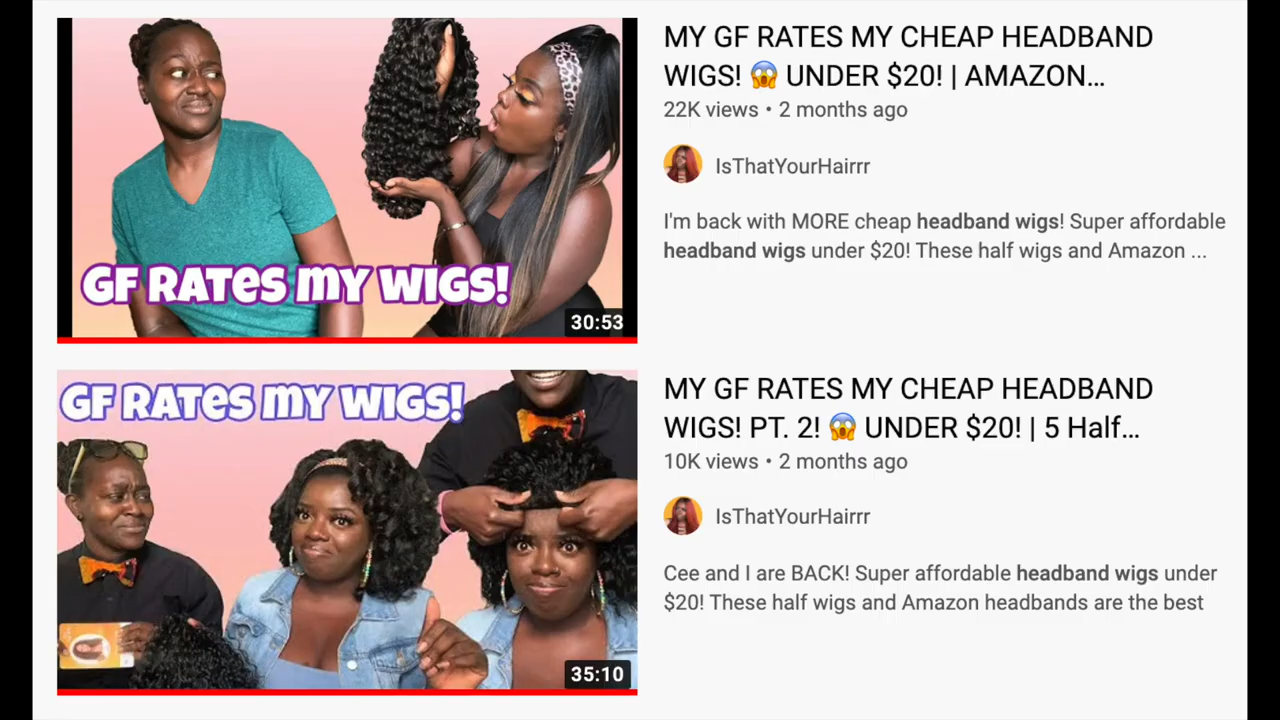 GF RATES MY WIGS!
30:53
MY GF RATES MY CHEAP HEADBAND
WIGS! 😱 UNDER $20! | AMAZON...
22K views • 2 months ago
IsThatYourHairrr
I'm back with MORE cheap headband wigs! Super affordable
headband wigs under $20! These half wigs and Amazon ...
GF RATES MY WIGS!
35:10
MY GF RATES MY CHEAP HEADBAND
WIGS! PT. 2! 😱 UNDER $20! | 5 Half...
10K views • 2 months ago
IsThatYourHairrr
Cee and I are BACK! Super affordable headband wigs under
$20! These half wigs and Amazon headbands are the best